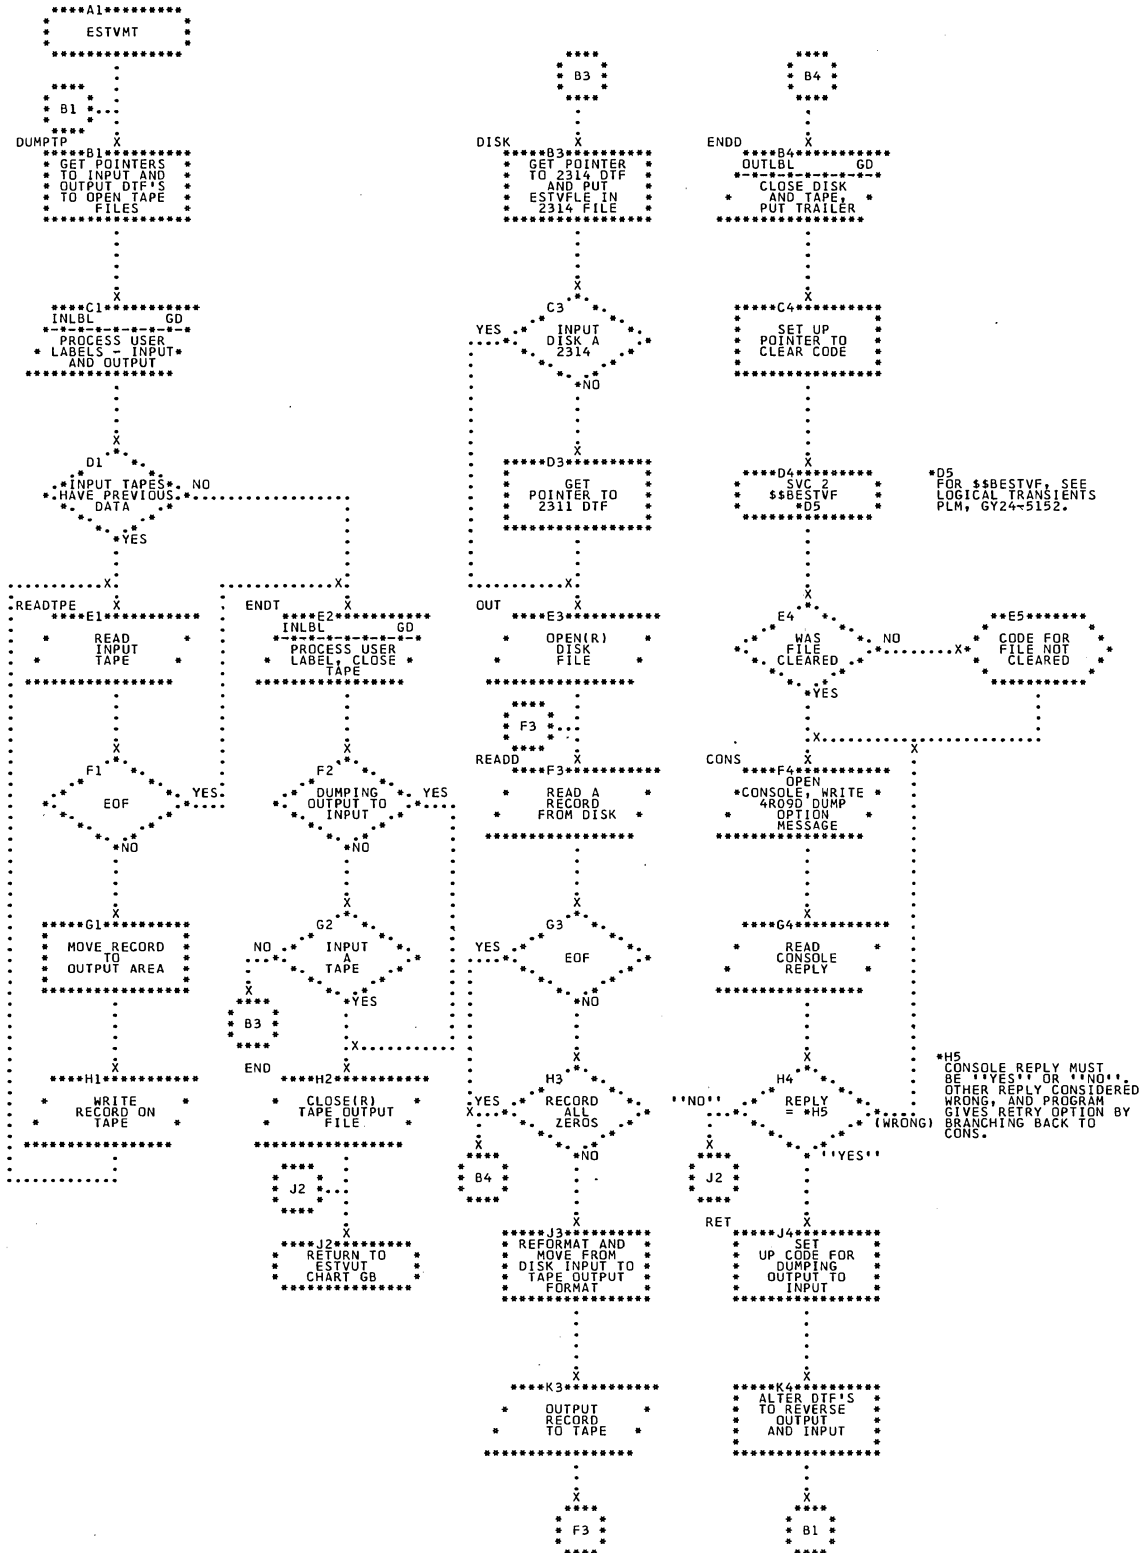 A1
ESTVMT
B1
DUMPTP
B1
GET POINTERS
TO INPUT AND
OUTPUT DTF'S
TO OPEN TAPE
FILES
C1
INLBL GD
PROCESS USER
LABELS - INPUT
AND OUTPUT
D1
INPUT TAPES
HAVE PREVIOUS
DATA
NO
YES
READTPE
E1
READ
INPUT
TAPE
F1
EOF
YES
NO
G1
MOVE RECORD
TO
OUTPUT AREA
H1
WRITE
RECORD ON
TAPE
ENDT
E2
INLBL GD
PROCESS USER
LABEL, CLOSE
TAPE
F2
DUMPING
OUTPUT TO
INPUT
YES
NO
G2
INPUT
A
TAPE
NO
YES
B3
END
H2
CLOSE(R)
TAPE OUTPUT
FILE
J2
J2
RETURN TO
ESTVUT
CHART GB
B3
DISK
B3
GET POINTER
TO 2314 DTF
AND PUT
ESTVFLE IN
2314 FILE
C3
INPUT
DISK A
2314
YES
NO
D3
GET
POINTER TO
2311 DTF
OUT
E3
OPEN(R)
DISK
FILE
F3
READD
F3
READ A
RECORD
FROM DISK
G3
EOF
YES
NO
H3
RECORD
ALL
ZEROS
YES
NO
B4
J3
REFORMAT AND
MOVE FROM
DISK INPUT TO
TAPE OUTPUT
FORMAT
K3
OUTPUT
RECORD
TO TAPE
F3
B4
ENDD
B4
OUTLBL GD
CLOSE DISK
AND TAPE,
PUT TRAILER
C4
SET UP
POINTER TO
CLEAR CODE
D4
SVC 2
$$BESTVF
*D5
*D5
FOR $$BESTVF, SEE
LOGICAL TRANSIENTS
PLM, GY24-5152.
E4
WAS
FILE
CLEARED
NO
YES
E5
CODE FOR
FILE NOT
CLEARED
CONS
F4
OPEN
CONSOLE, WRITE
4R09D DUMP
OPTION
MESSAGE
G4
READ
CONSOLE
REPLY
H4
REPLY
= *H5
''NO''
(WRONG)
''YES''
J2
*H5
CONSOLE REPLY MUST
BE ''YES'' OR ''NO''.
OTHER REPLY CONSIDERED
WRONG, AND PROGRAM
GIVES RETRY OPTION BY
BRANCHING BACK TO
CONS.
RET
J4
SET
UP CODE FOR
DUMPING
OUTPUT TO
INPUT
K4
ALTER DTF'S
TO REVERSE
OUTPUT
AND INPUT
B1